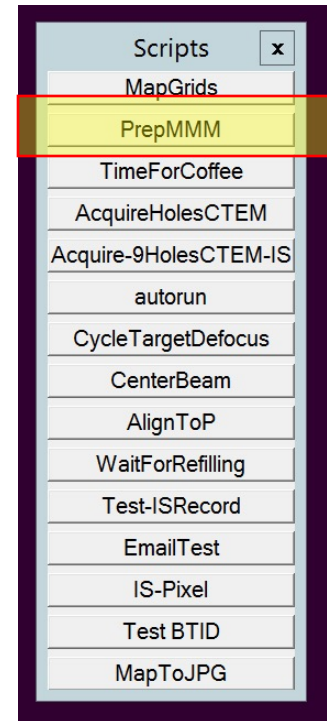 Scripts x
MapGrids
PrepMMM
TimeForCoffee
AcquireHolesCTEM
Acquire-9HolesCTEM-IS
autorun
CycleTargetDefocus
CenterBeam
AlignToP
WaitForRefilling
Test-ISRecord
EmailTest
IS-Pixel
Test BTID
MapToJPG